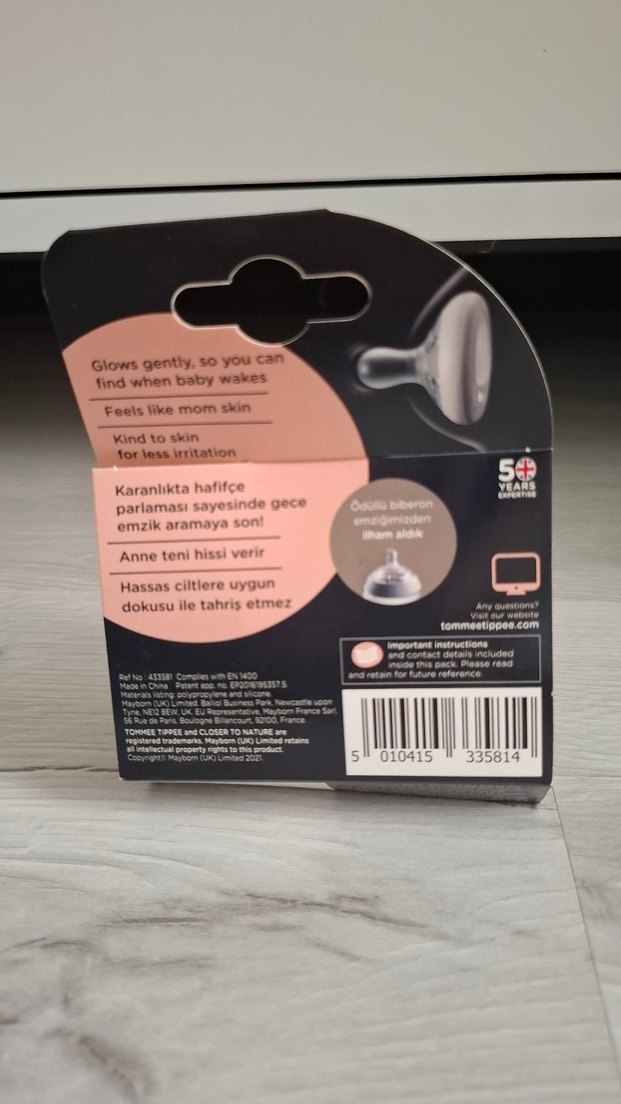 Glows gently, so you can
find when baby wakes
Feels like mom skin
Kind to skin
for less irritation
Karanlıkta hafifçe
parlaması sayesinde gece
emzik aramaya son!
Anne teni hissi verir
Hassas ciltlere uygun
dokusu ile tahriş etmez
Ödüllü biberon
emziğimizden
ilham aldık
50
YEARS
EXPERTISE
Any questions?
Visit our website
tommeetippee.com
Important instructions
and contact details included
inside this pack. Please read
and retain for future reference.
Ref No : 433581 Complies with EN 1400
Made in China Patent app. no. EP20161953575
Materials listing: polypropylene and silicone.
Mayborn (UK) Limited, Balliol Business Park, Newcastle upon
Tyne, NE12 8EW, UK. EU Representative, Mayborn France Sarl,
56 Rue de Paris, Boulogne Billancourt, 92100, France.
TOMMEE TIPPEE and CLOSER TO NATURE are
registered trademarks. Mayborn (UK) Limited retains
all intellectual property rights to this product.
Copyright© Mayborn (UK) Limited 2021.
5 010415 335814